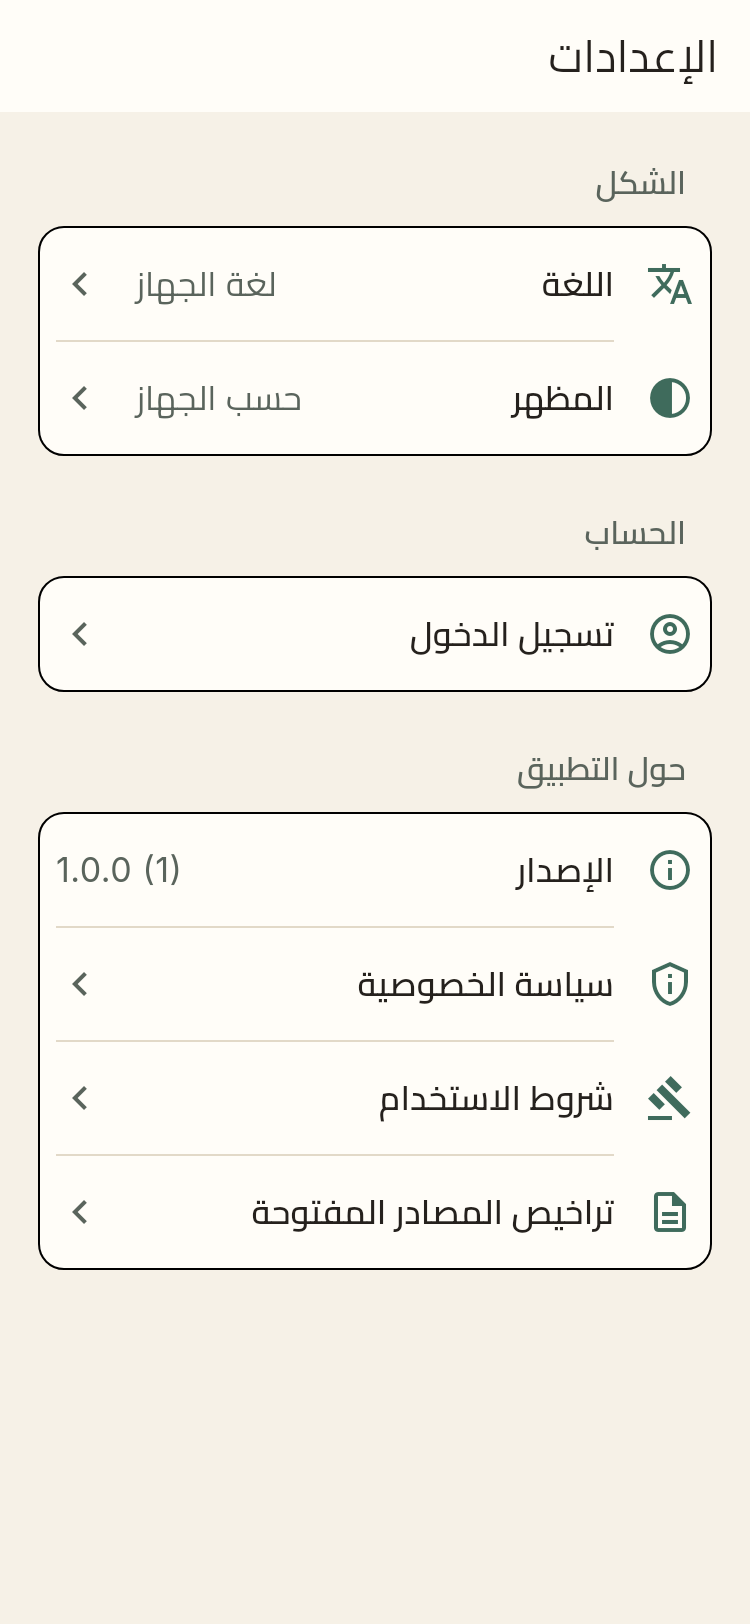 الإعدادات
الشكل
اللغة لغة الجهاز
المظهر حسب الجهاز
الحساب
تسجيل الدخول
حول التطبيق
الإصدار 1.0.0 (1)
سياسة الخصوصية
شروط الاستخدام
تراخيص المصادر المفتوحة